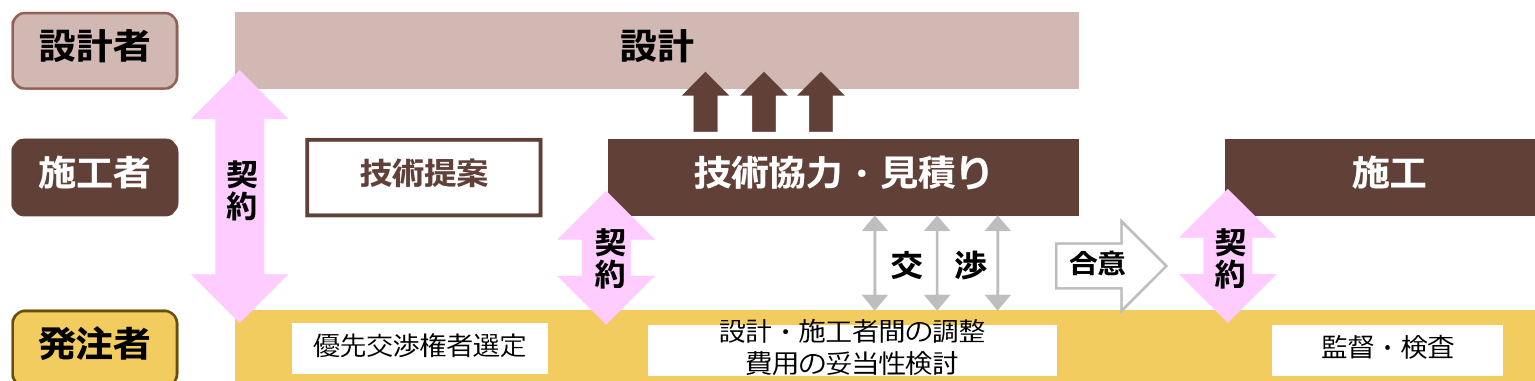 設計者
設計
施工者
契約
技術提案
技術協力・見積り
施工
契約
交 渉
合意
契約
発注者
優先交渉権者選定
設計・施工者間の調整
費用の妥当性検討
監督・検査